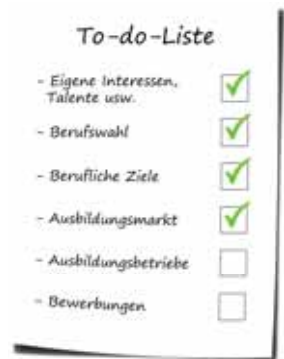 To-do-Liste
- Eigene Interessen,
Talente usw.
- Berufswahl
- Berufliche Ziele
- Ausbildungsmarkt
- Ausbildungsbetriebe
- Bewerbungen